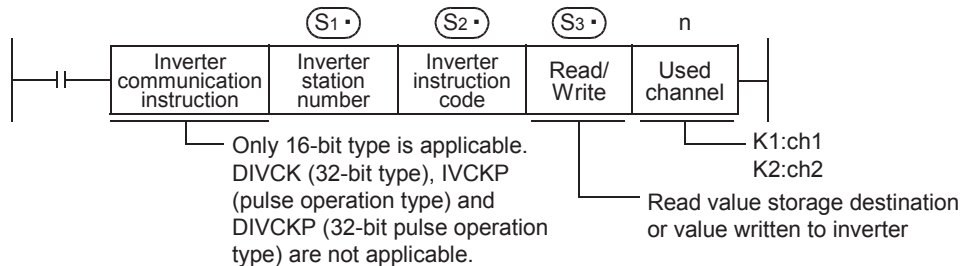 S1・ S2・ S3・ n
Inverter communication instruction
Inverter station number
Inverter instruction code
Read/ Write
Used channel
Only 16-bit type is applicable.
DIVCK (32-bit type), IVCKP
(pulse operation type) and
DIVCKP (32-bit pulse operation
type) are not applicable.
K1:ch1
K2:ch2
Read value storage destination
or value written to inverter